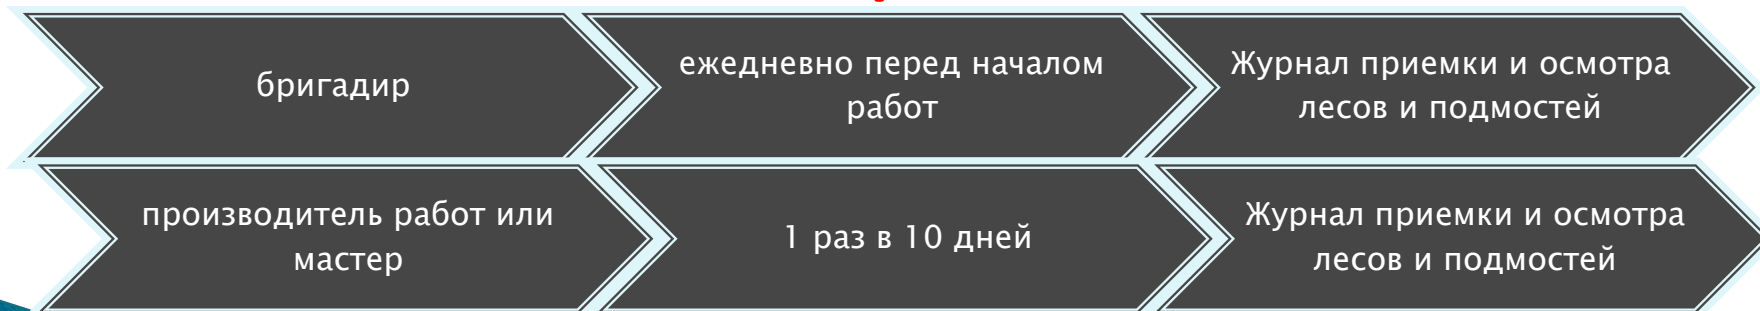 бригадир
ежедневно перед началом
работ
Журнал приемки и осмотра
лесов и подмостей
производитель работ или
мастер
1 раз в 10 дней
Журнал приемки и осмотра
лесов и подмостей